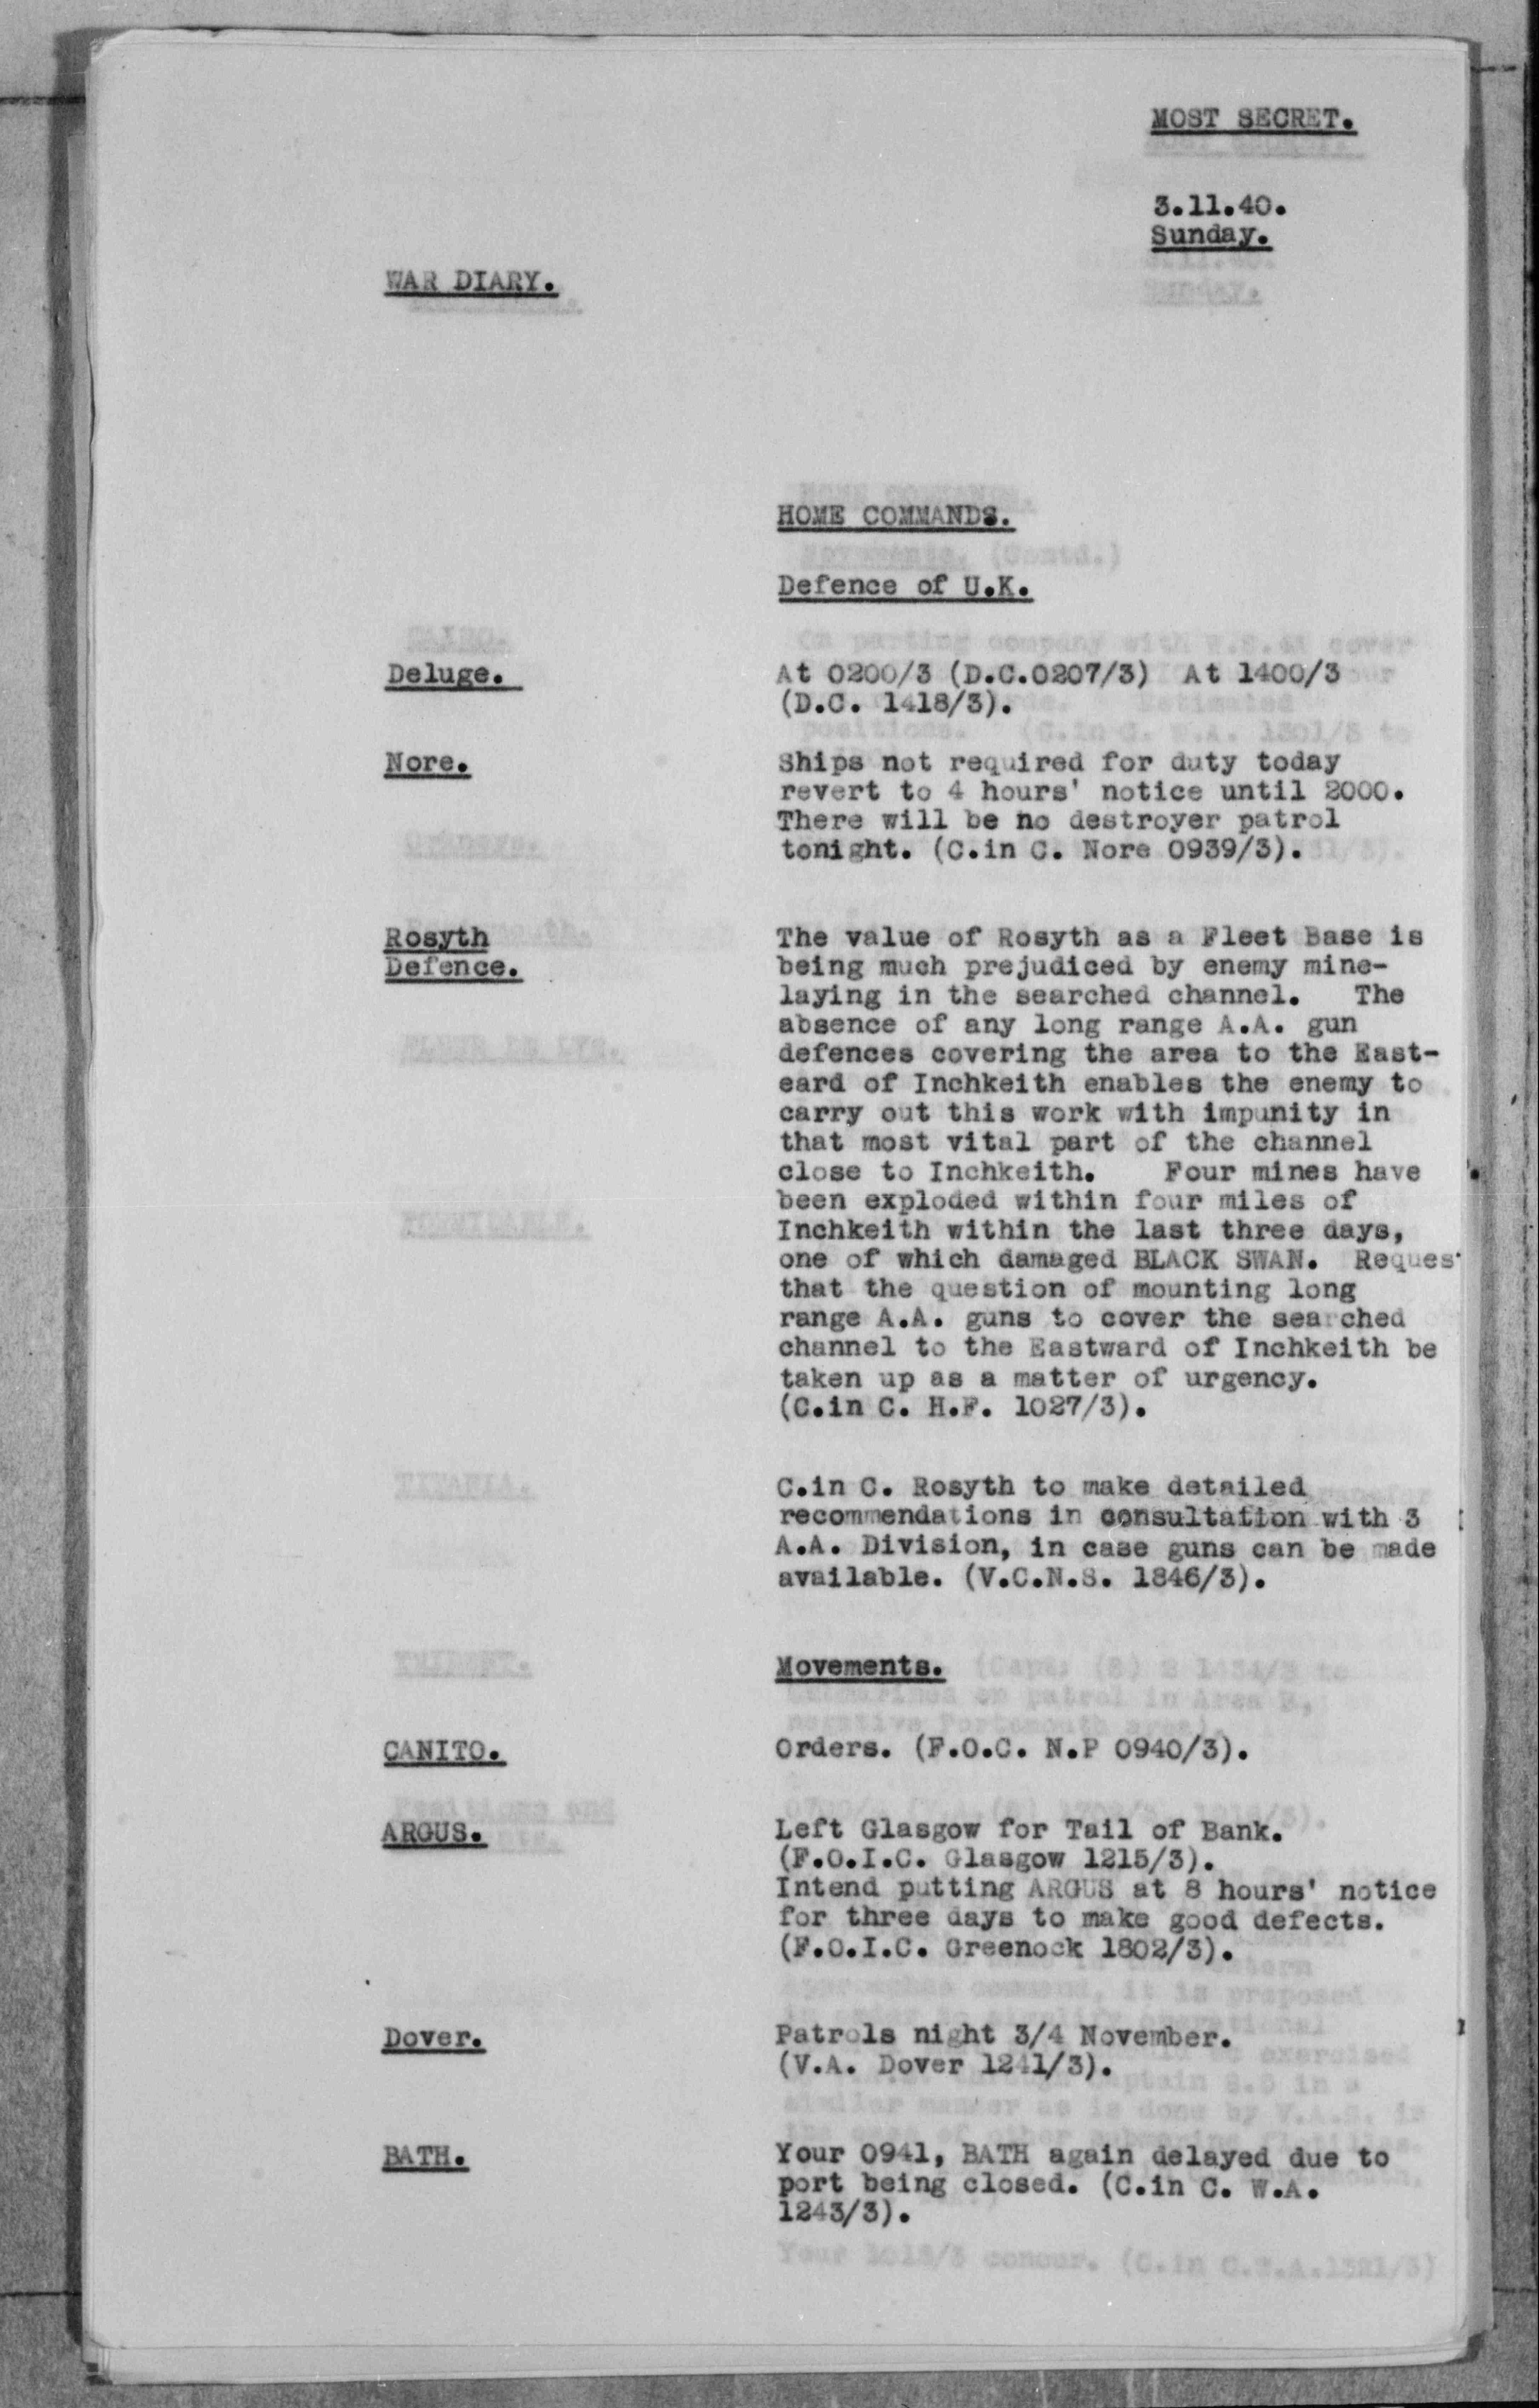 MOST SECRET.
3.11.40.
Sunday.
WAR DIARY.
HOME COMMANDS.
Defence of U.K.
Deluge. At 0200/3 (D.C.0207/3) At 1400/3
(D.C. 1418/3).
Nore. Ships not required for duty today
revert to 4 hours' notice until 2000.
There will be no destroyer patrol
tonight. (C.in C. Nore 0939/3).
Rosyth The value of Rosyth as a Fleet Base is
Defence. being much prejudiced by enemy mine-
laying in the searched channel. The
absence of any long range A.A. gun
defences covering the area to the East-
eard of Inchkeith enables the enemy to
carry out this work with impunity in
that most vital part of the channel
close to Inchkeith. Four mines have
been exploded within four miles of
Inchkeith within the last three days,
one of which damaged BLACK SWAN. Reques
that the question of mounting long
range A.A. guns to cover the searched
channel to the Eastward of Inchkeith be
taken up as a matter of urgency.
(C.in C. H.F. 1027/3).
C.in C. Rosyth to make detailed
recommendations in consultation with 3
A.A. Division, in case guns can be made
available. (V.C.N.S. 1846/3).
Movements.
CANITO. Orders. (F.O.C. N.P 0940/3).
ARGUS. Left Glasgow for Tail of Bank.
(F.O.I.C. Glasgow 1215/3).
Intend putting ARGUS at 8 hours' notice
for three days to make good defects.
(F.O.I.C. Greenock 1802/3).
Dover. Patrols night 3/4 November.
(V.A. Dover 1241/3).
BATH. Your 0941, BATH again delayed due to
port being closed. (C.in C. W.A.
1243/3).